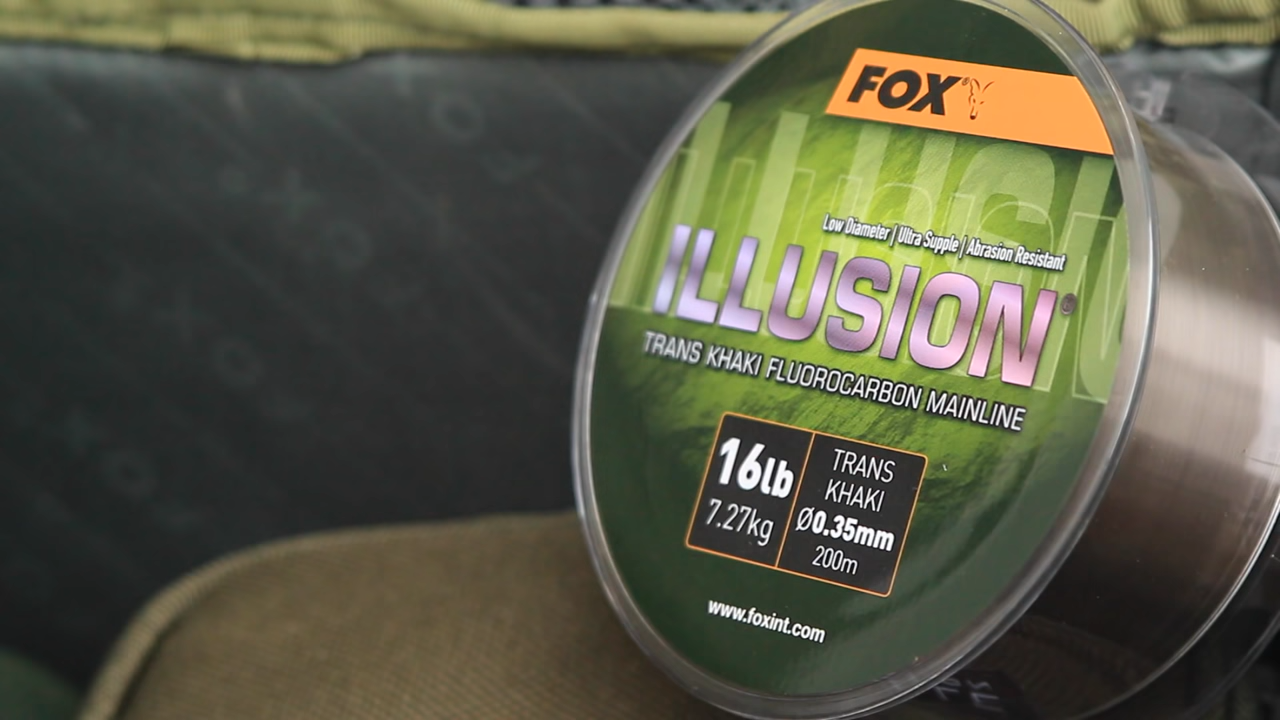 FOX®
Low Diameter | Ultra Supple | Abrasion Resistant
ILLUSION®
TRANS KHAKI FLUOROCARBON MAINLINE
16lb
7.27kg
TRANS
KHAKI
Ø0.35mm
200m
www.foxint.com